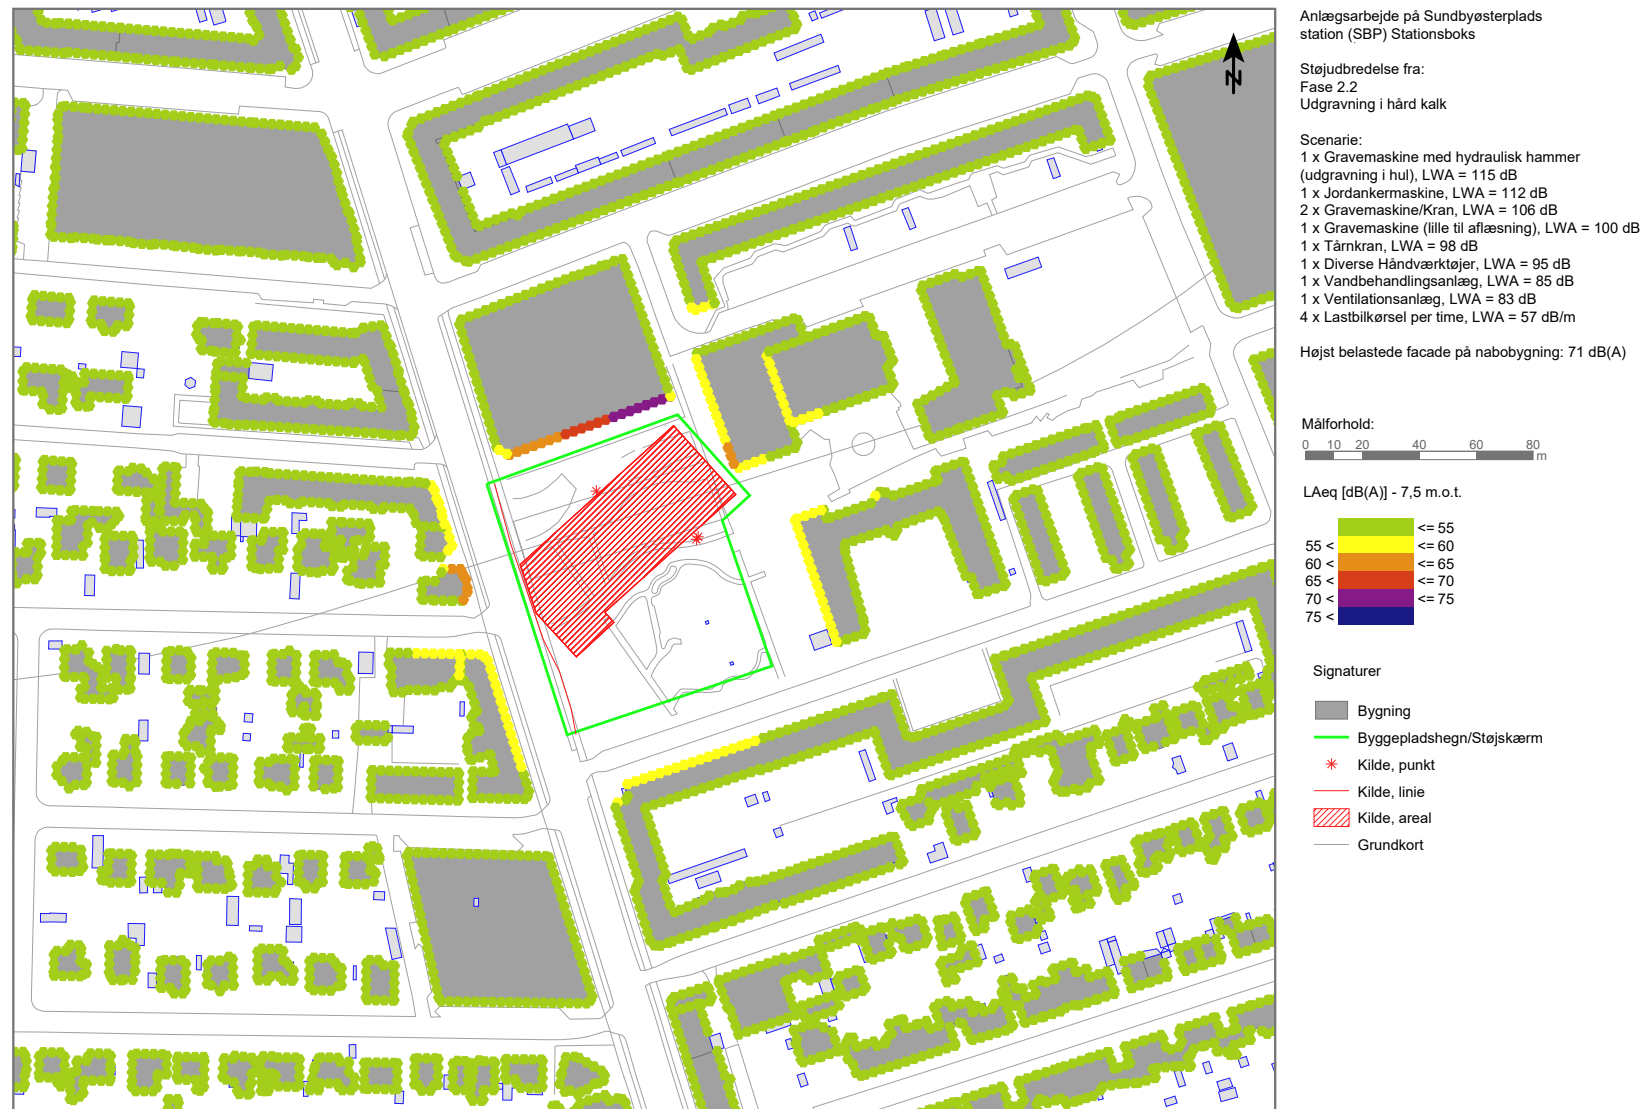 Anlægsarbejde på Sundbyøsterplads
station (SBP) Stationsboks
Støjudbredelse fra:
Fase 2.2
Udgravning i hård kalk
Scenarie:
1 x Gravemaskine med hydraulisk hammer
(udgravning i hul), LWA = 115 dB
1 x Jordankermaskine, LWA = 112 dB
2 x Gravemaskine/Kran, LWA = 106 dB
1 x Gravemaskine (lille til aflæsning), LWA = 100 dB
1 x Tårnkran, LWA = 98 dB
1 x Diverse Håndværktøjer, LWA = 95 dB
1 x Vandbehandlingsanlæg, LWA = 85 dB
1 x Ventilationsanlæg, LWA = 83 dB
4 x Lastbilkørsel per time, LWA = 57 dB/m
Højst belastede facade på nabobygning: 71 dB(A)
N
Målforhold:
0 10 20 40 60 80
m
LAeq [dB(A)] - 7,5 m.o.t.
<= 55
55 < <= 60
60 < <= 65
65 < <= 70
70 < <= 75
75 <
Signaturer
Bygning
Byggepladshegn/Støjskærm
Kilde, punkt
Kilde, linie
Kilde, areal
Grundkort